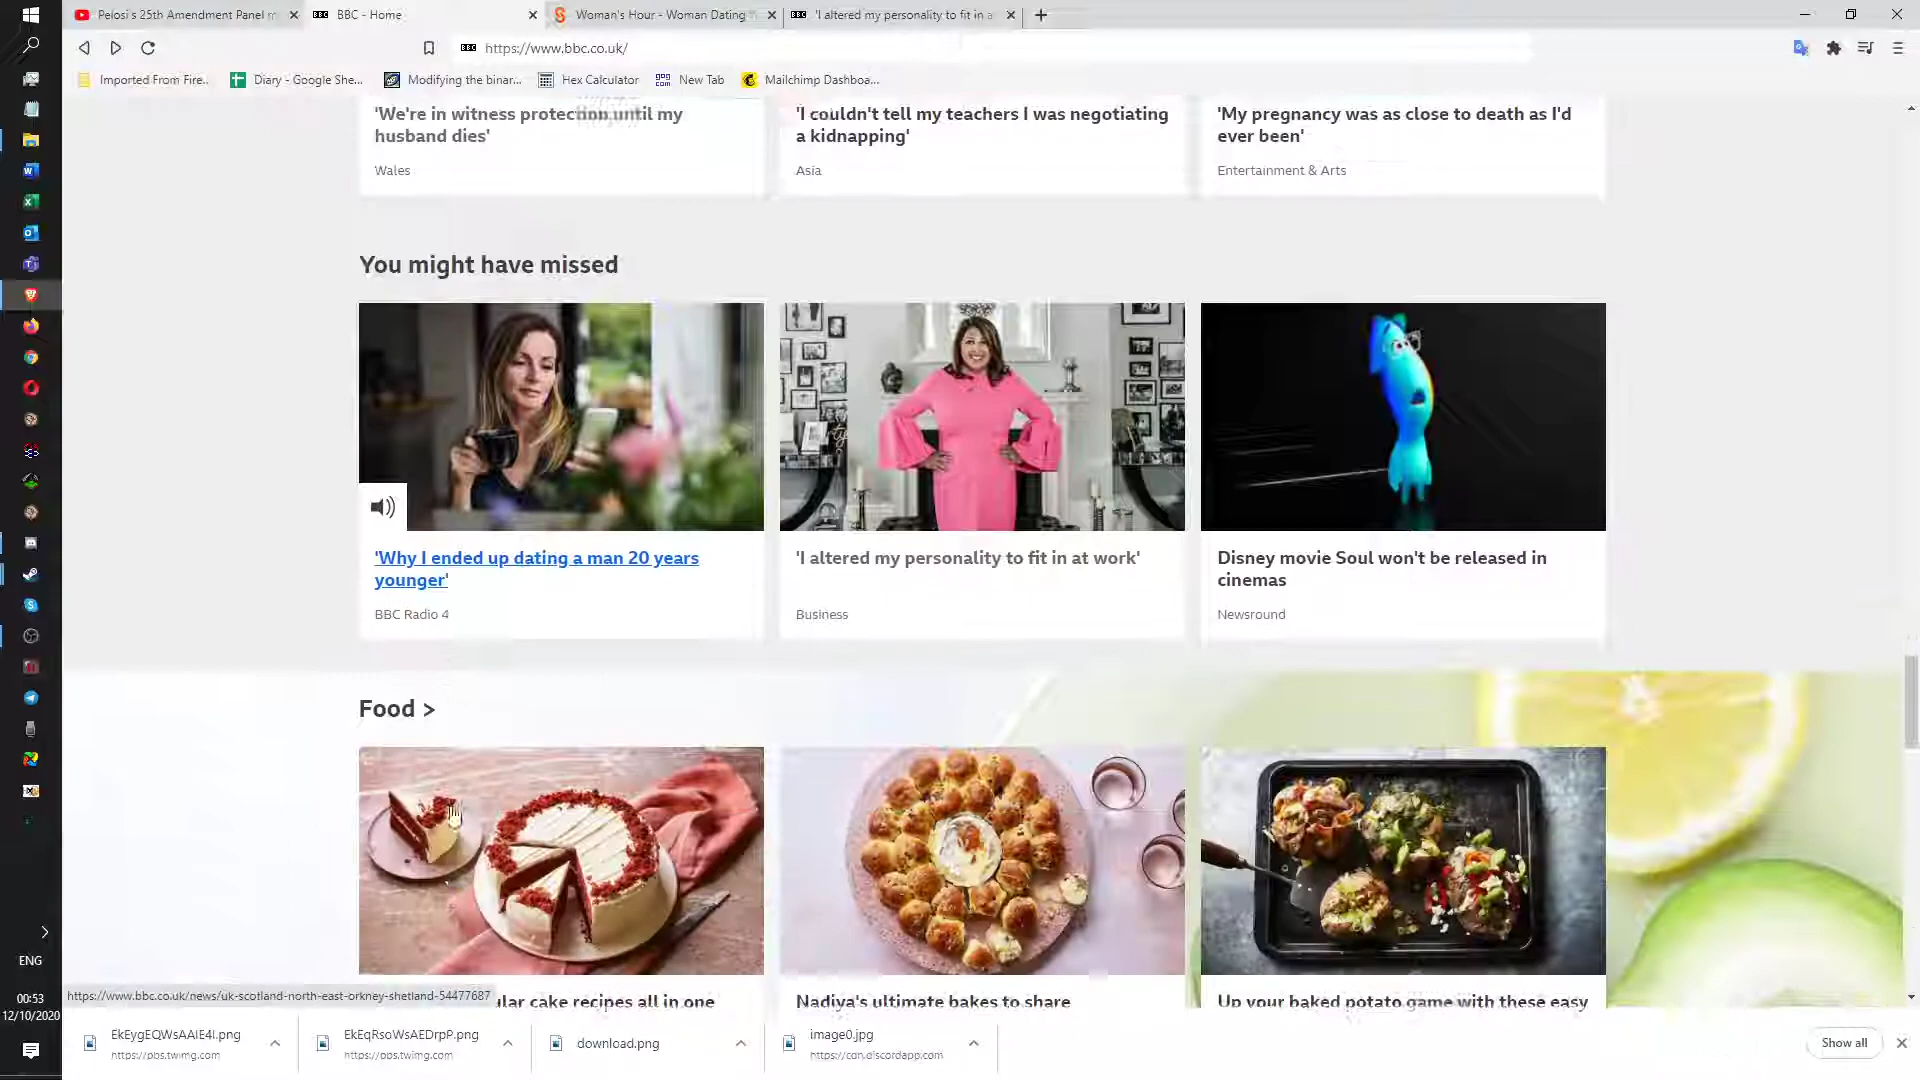 Pelosi's 25th Amendment Panel
BBC - Home
Woman's Hour - Woman Dating
'I altered my personality to fit in a
https://www.bbc.co.uk/
Imported From Fire...
Diary - Google She...
Modifying the binar...
Hex Calculator
New Tab
Mailchimp Dashboa...
'We're in witness protection until my
husband dies'
Wales
'I couldn't tell my teachers I was negotiating
a kidnapping'
Asia
'My pregnancy was as close to death as I'd
ever been'
Entertainment & Arts
You might have missed
'Why I ended up dating a man 20 years
younger'
BBC Radio 4
'I altered my personality to fit in at work'
Business
Disney movie Soul won't be released in
cinemas
Newsround
Food >
cake recipes all in one
Nadiya's ultimate bakes to share
Up your baked potato game with these easy
https://www.bbc.co.uk/news/uk-scotland-north-east-orkney-shetland-54477687
ENG
00:53
12/10/2020
EkEygEQWsAAIE4I.png
https://pbs.twimg.com
EkEqRsoWsAEDrpP.png
https://pbs.twimg.com
download.png
image0.jpg
https://cdn.discordapp.com
Show all